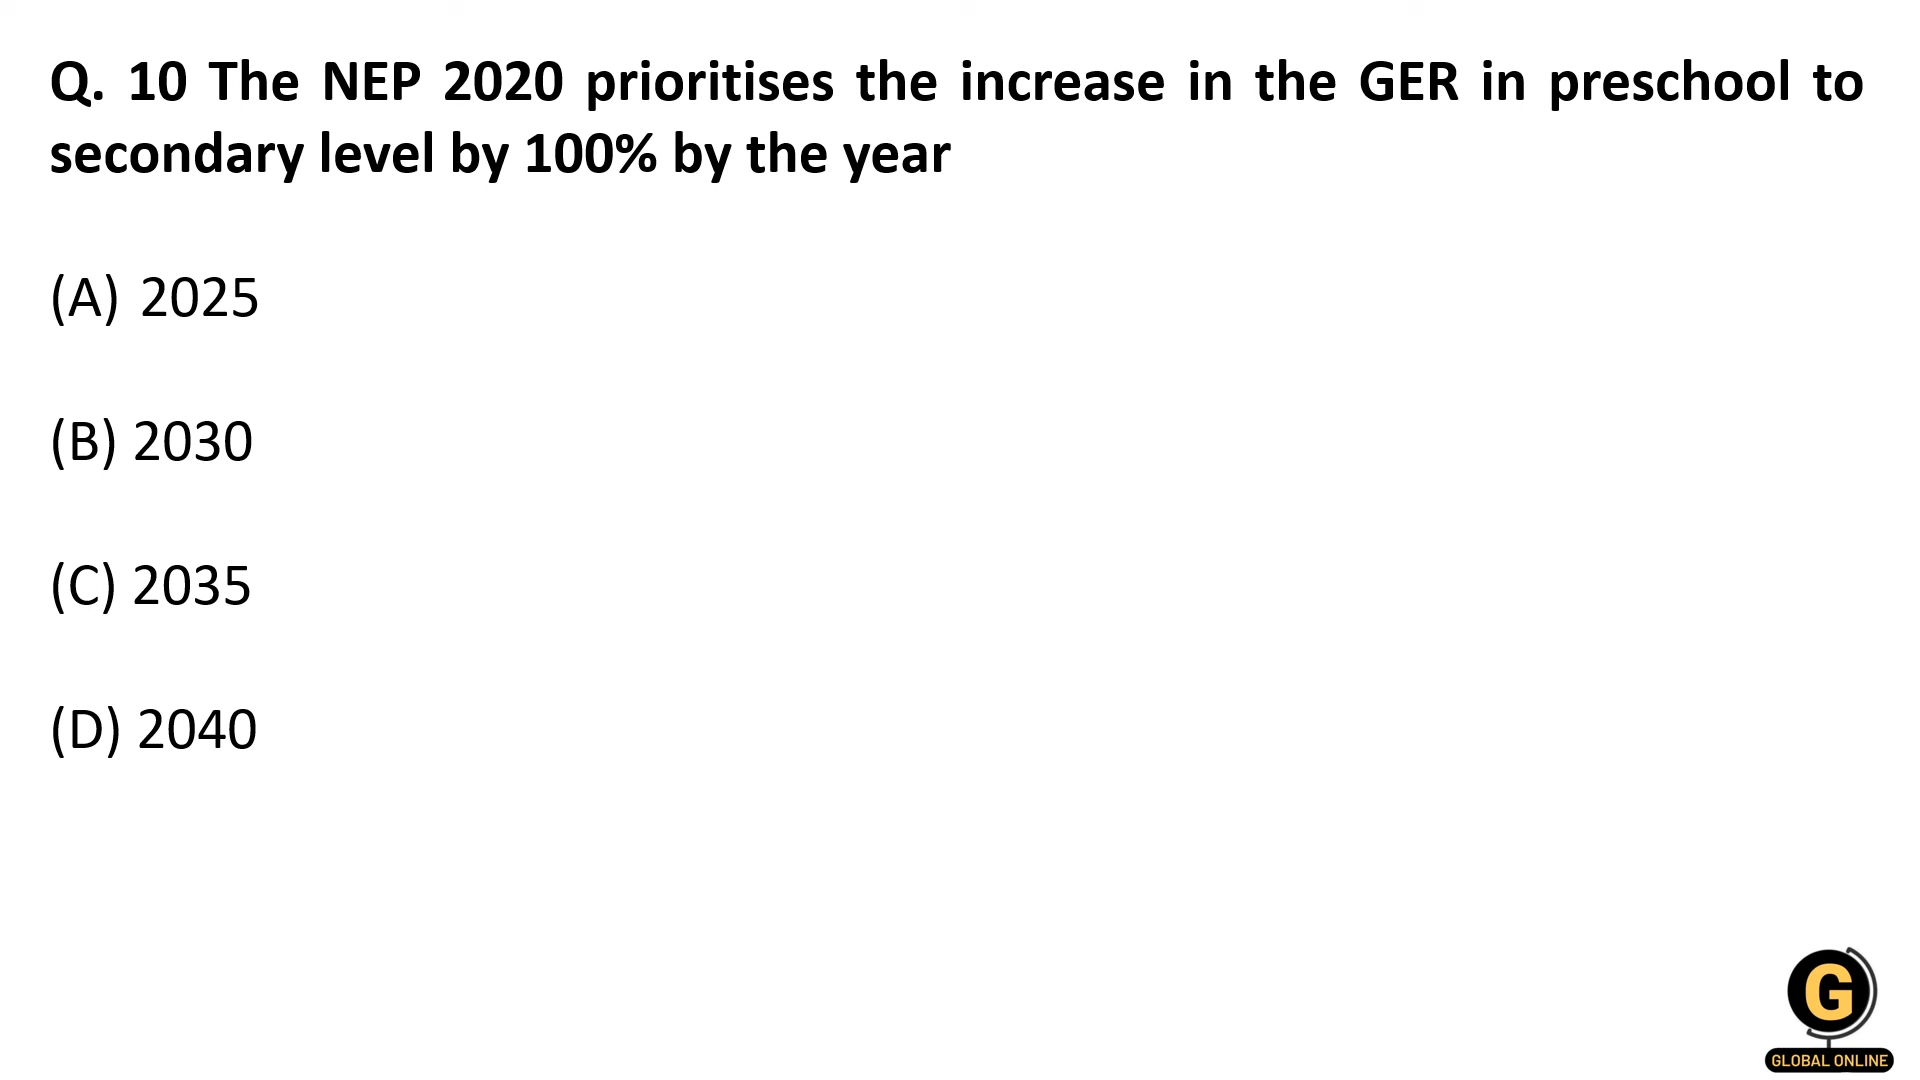 Q. 10 The NEP 2020 prioritises the increase in the GER in preschool to
secondary level by 100% by the year
(A) 2025
(B) 2030
(C) 2035
(D) 2040
G
GLOBAL ONLINE